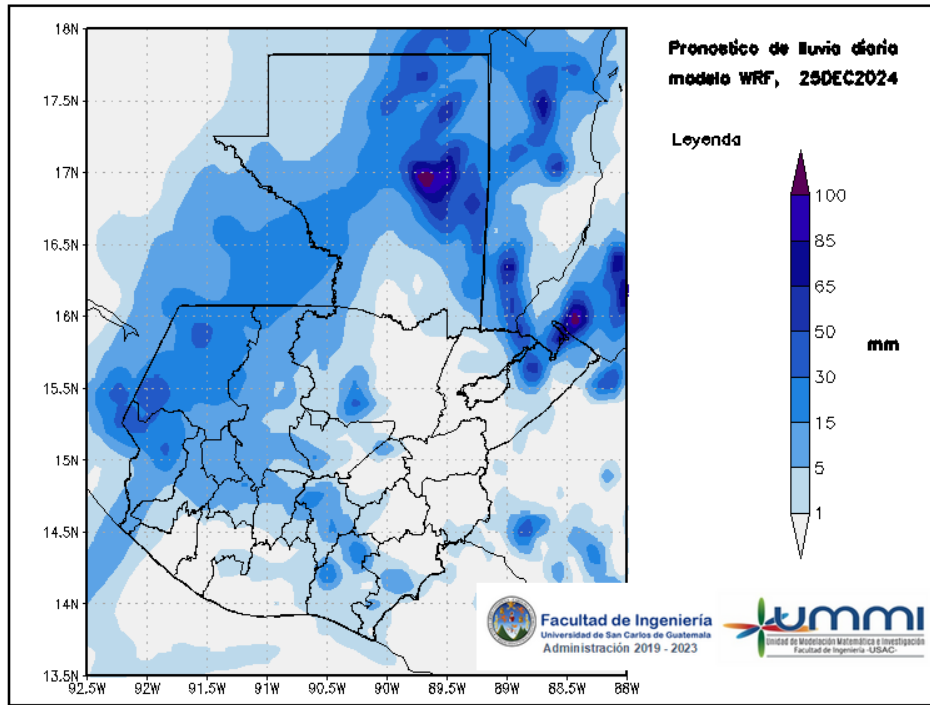 Pronostico de lluvia diaria
modelo WRF, 25DEC2024
Leyenda
100
85
65
50
30
15
5
1
mm
18N
17.5N
17N
16.5N
16N
15.5N
15N
14.5N
14N
13.5N
92.5W
92W
91.5W
91W
90.5W
90W
89.5W
89W
88.5W
88W
Facultad de Ingeniería
Universidad de San Carlos de Guatemala
Administración 2019 - 2023
UMMI
Unidad de Modelación Matemática e Investigación
Facultad de Ingeniería -USAC-